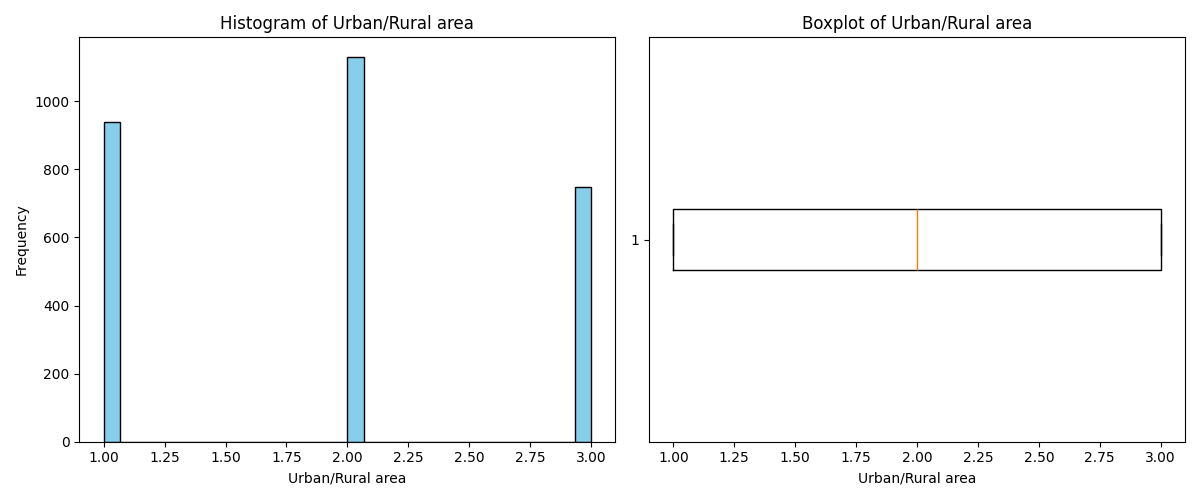 Histogram of Urban/Rural area
Frequency
1000
800
600
400
200
0
1.00 1.25 1.50 1.75 2.00 2.25 2.50 2.75 3.00
Urban/Rural area
Boxplot of Urban/Rural area
1
1.00 1.25 1.50 1.75 2.00 2.25 2.50 2.75 3.00
Urban/Rural area